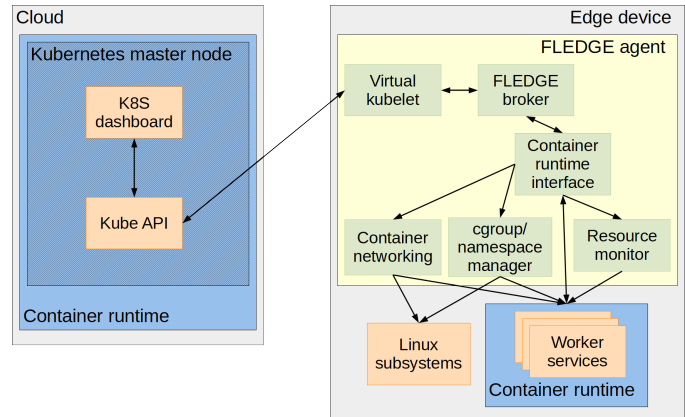 Cloud
Kubernetes master node
K8S
dashboard
Kube API
Container runtime
Edge device
FLEDGE agent
Virtual
kubelet
FLEDGE
broker
Container
runtime
interface
Container
networking
cgroup/
namespace
manager
Resource
monitor
Linux
subsystems
Worker
services
Container runtime